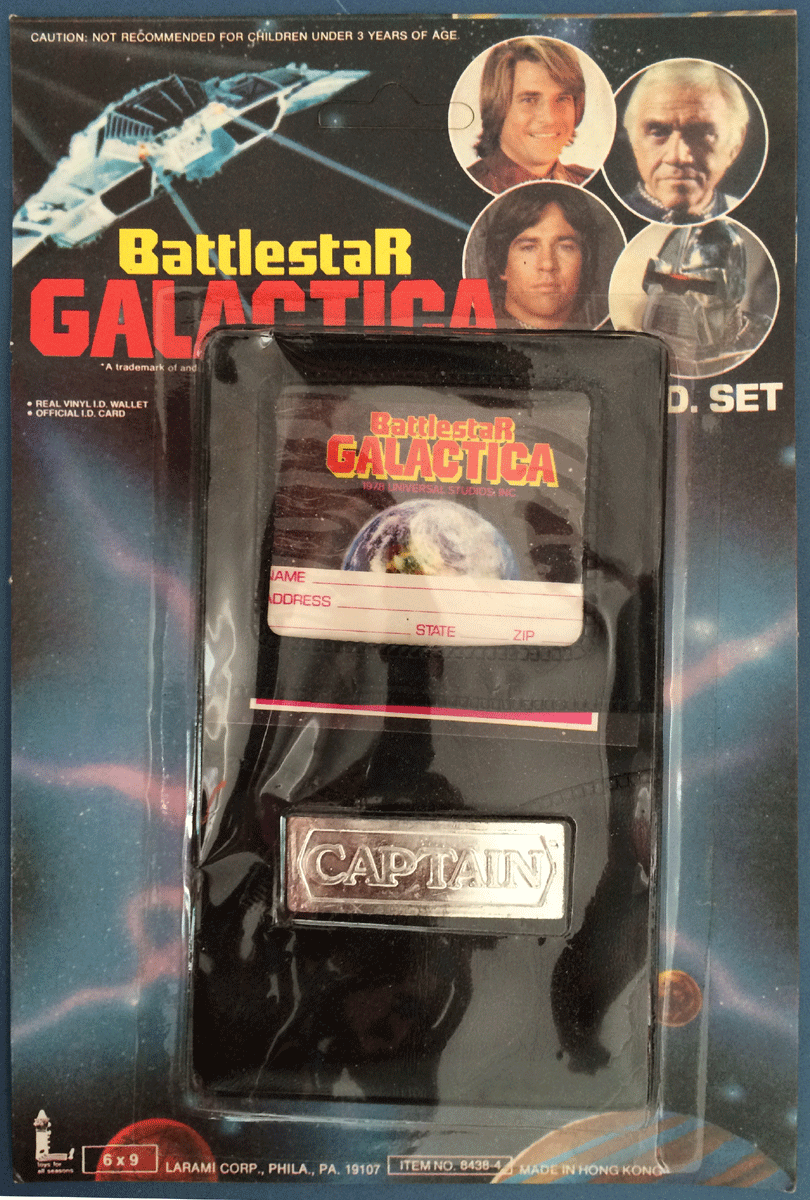 CAUTION: NOT RECOMMENDED FOR CHILDREN UNDER 3 YEARS OF AGE.
BattlestaR
GALACTICA
*A trademark of and
• REAL VINYL I.D. WALLET
• OFFICIAL I.D. CARD
D. SET
BattlestaR
GALACTICA
1978 UNIVERSAL STUDIOS, INC.
NAME
ADDRESS
STATE ZIP
CAPTAIN
L!
toys for
all seasons
6 x 9
LARAMI CORP., PHILA., PA. 19107
ITEM NO. 8438-4
MADE IN HONG KONG